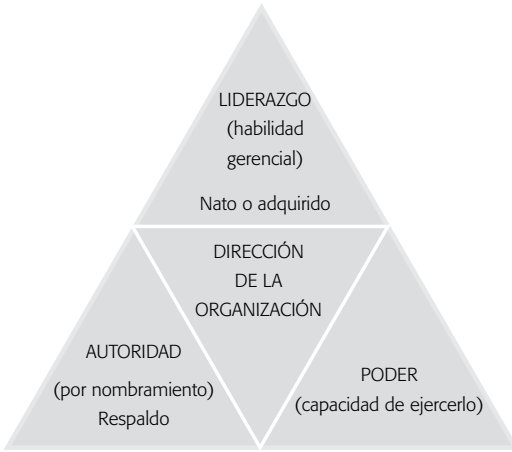 LIDERAZGO
(habilidad
gerencial)
Nato o adquirido
DIRECCIÓN
DE LA
ORGANIZACIÓN
AUTORIDAD
(por nombramiento)
Respaldo
PODER
(capacidad de ejercerlo)